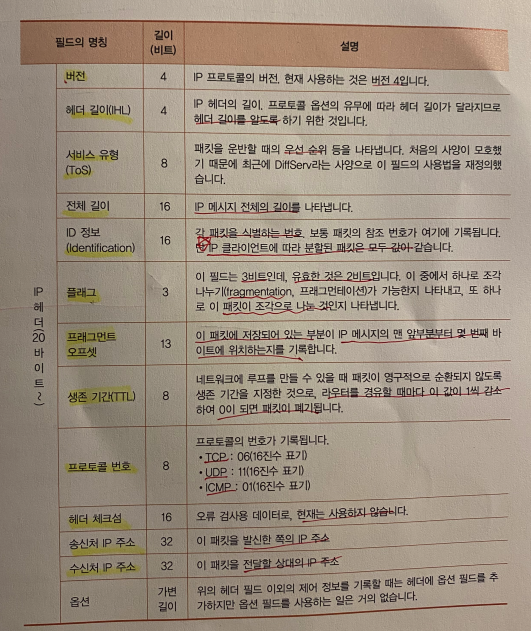 필드의 명칭
길이
(비트)
설명
IP 헤더(20바이트~)
버전
4
IP 프로토콜의 버전. 현재 사용하는 것은 버전 4입니다.
헤더 길이(IHL)
4
IP 헤더의 길이. 프로토콜 옵션의 유무에 따라 헤더 길이가 달라지므로
헤더 길이를 알도록 하기 위한 것입니다.
서비스 유형
(ToS)
8
패킷을 운반할 때의 우선 순위 등을 나타냅니다. 처음의 사양이 모호했
기 때문에 최근에 DiffServ라는 사양으로 이 필드의 사용법을 재정의했
습니다.
전체 길이
16
IP 메시지 전체의 길이를 나타냅니다.
ID 정보
(Identification)
16
각 패킷을 식별하는 번호. 보통 패킷의 참조 번호가 여기에 기록됩니다.
단 IP 클라이언트에 따라 분할된 패킷은 모두 값이 같습니다.
플래그
3
이 필드는 3비트인데, 유효한 것은 2비트입니다. 이 중에서 하나로 조각
나누기(fragmentation, 프래그먼테이션)가 가능한지 나타내고, 또 하나
로 이 패킷이 조각으로 나눈 것인지 나타냅니다.
프래그먼트
오프셋
13
이 패킷에 저장되어 있는 부분이 IP 메시지의 맨 앞부분부터 몇 번째 바
이트에 위치하는지를 기록합니다.
생존 기간(TTL)
8
네트워크에 루프를 만들 수 있을 때 패킷이 영구적으로 순환되지 않도록
생존 기간을 지정한 것으로, 라우터를 경유할 때마다 이 값이 1씩 감소
하여 0이 되면 패킷이 폐기됩니다.
프로토콜 번호
8
프로토콜의 번호가 기록됩니다.
• TCP : 06(16진수 표기)
• UDP : 11(16진수 표기)
• ICMP : 01(16진수 표기)
헤더 체크섬
16
오류 검사용 데이터로, 현재는 사용하지 않습니다.
송신처 IP 주소
32
이 패킷을 발신한 쪽의 IP 주소
수신처 IP 주소
32
이 패킷을 전달할 상대의 IP 주소
옵션
가변
길이
위의 헤더 필드 이외의 제어 정보를 기록할 때는 헤더에 옵션 필드를 추
가하지만 옵션 필드를 사용하는 일은 거의 없습니다.